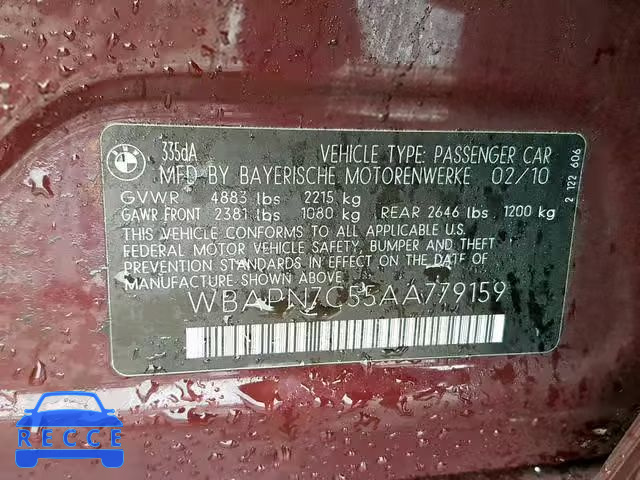 335dA VEHICLE TYPE: PASSENGER CAR
MFD BY BAYERISCHE MOTORENWERKE 02/10
GVWR 4883 lbs 2215 kg
GAWR FRONT 2381 lbs 1080 kg REAR 2646 lbs 1200 kg
THIS VEHICLE CONFORMS TO ALL APPLICABLE U.S.
FEDERAL MOTOR VEHICLE SAFETY, BUMPER AND THEFT
PREVENTION STANDARDS IN EFFECT ON THE DATE OF
MANUFACTURE SHOWN ABOVE.
WBAPN7C55AA779159
2 122 606
RECCE